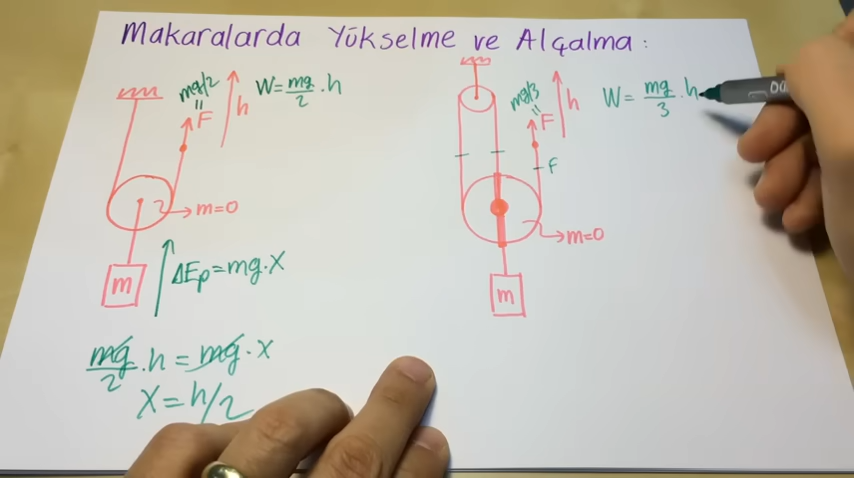 Makaralarda Yükselme ve Alçalma :
mg/2
=
F
h
W = mg/2 . h
m=0
m
ΔEp = mg.x
mg/2 . h = mg . x
x = h/2
mg/3
=
F
h
W = mg/3 . h
F
m=0
m